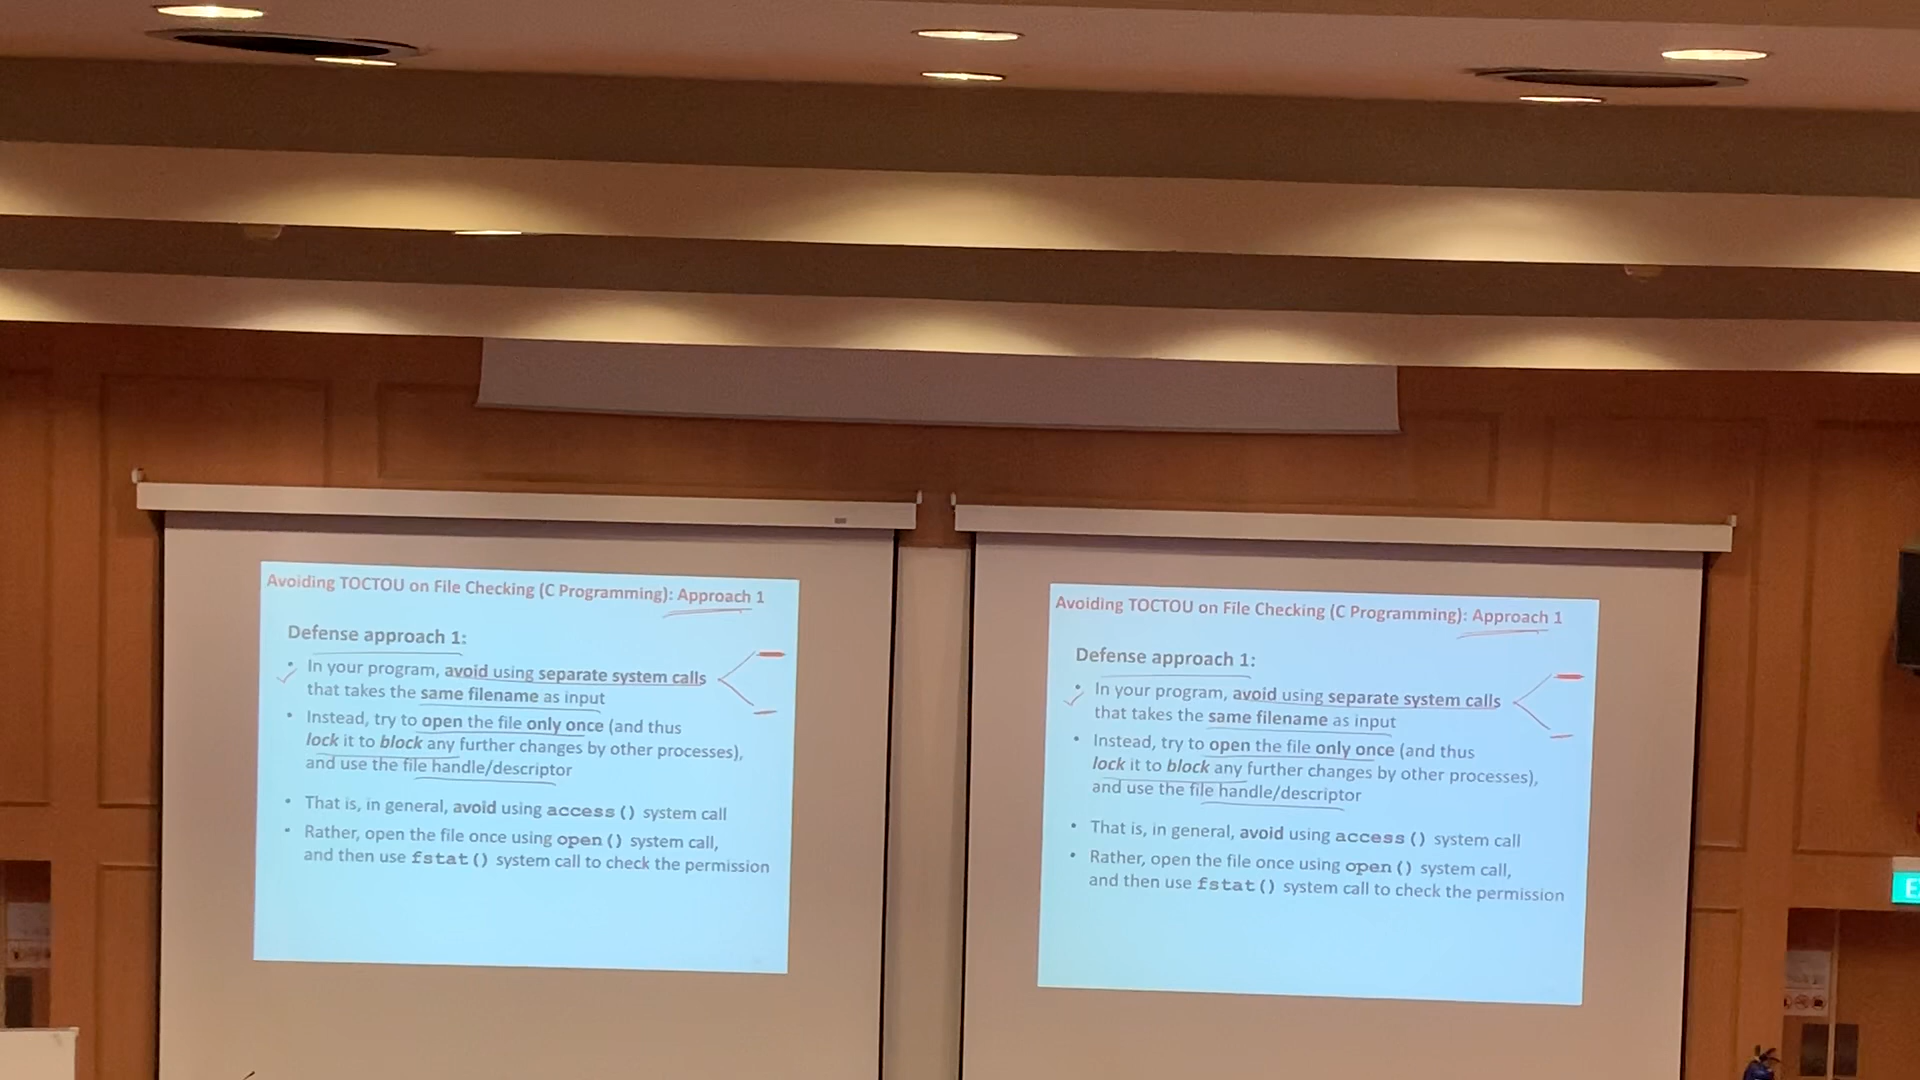 Avoiding TOCTOU on File Checking (C Programming): Approach 1
Defense approach 1:
• In your program, avoid using separate system calls
that takes the same filename as input
• Instead, try to open the file only once (and thus
lock it to block any further changes by other processes),
and use the file handle/descriptor
• That is, in general, avoid using access() system call
• Rather, open the file once using open() system call,
and then use fstat() system call to check the permission
Avoiding TOCTOU on File Checking (C Programming): Approach 1
Defense approach 1:
• In your program, avoid using separate system calls
that takes the same filename as input
• Instead, try to open the file only once (and thus
lock it to block any further changes by other processes),
and use the file handle/descriptor
• That is, in general, avoid using access() system call
• Rather, open the file once using open() system call,
and then use fstat() system call to check the permission